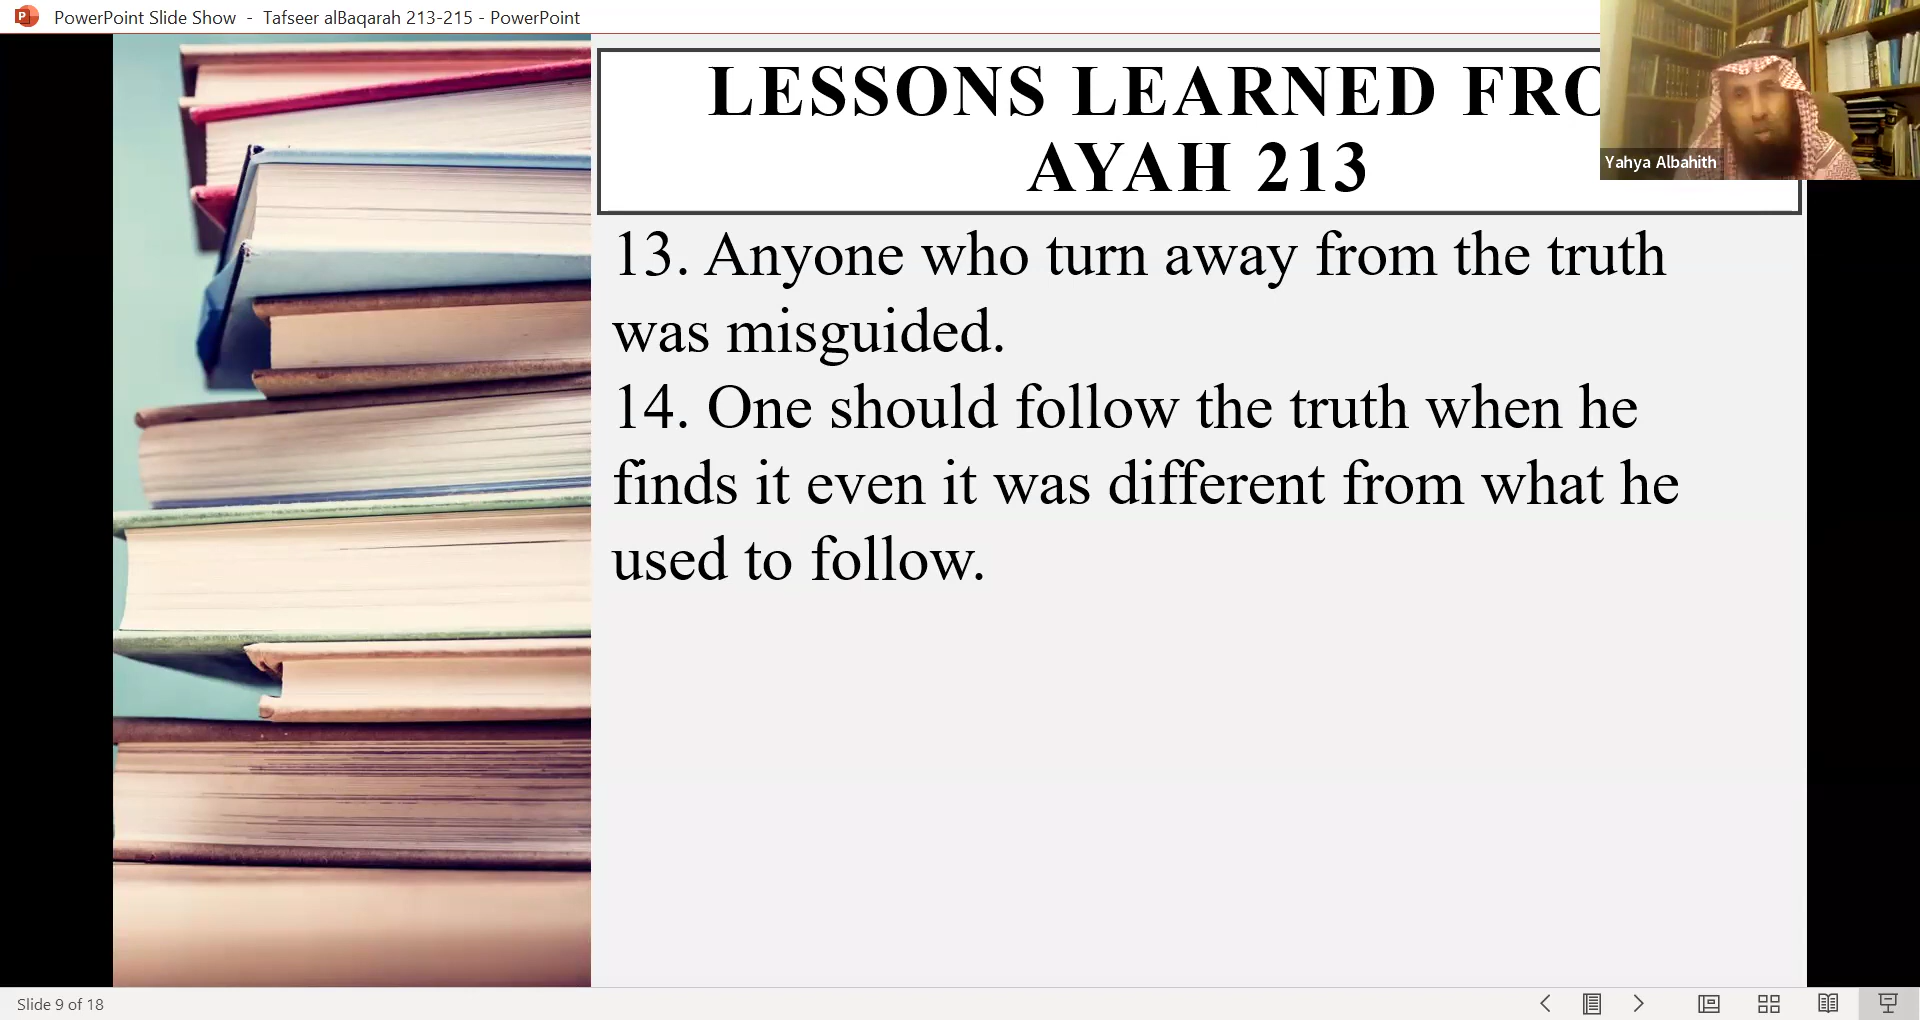 PowerPoint Slide Show - Tafseer alBaqarah 213-215 - PowerPoint
LESSONS LEARNED
AYAH 213
Yahya Albahith
13. Anyone who turn away from the truth
was misguided.
14. One should follow the truth when he
finds it even it was different from what he
used to follow.
Slide 9 of 18